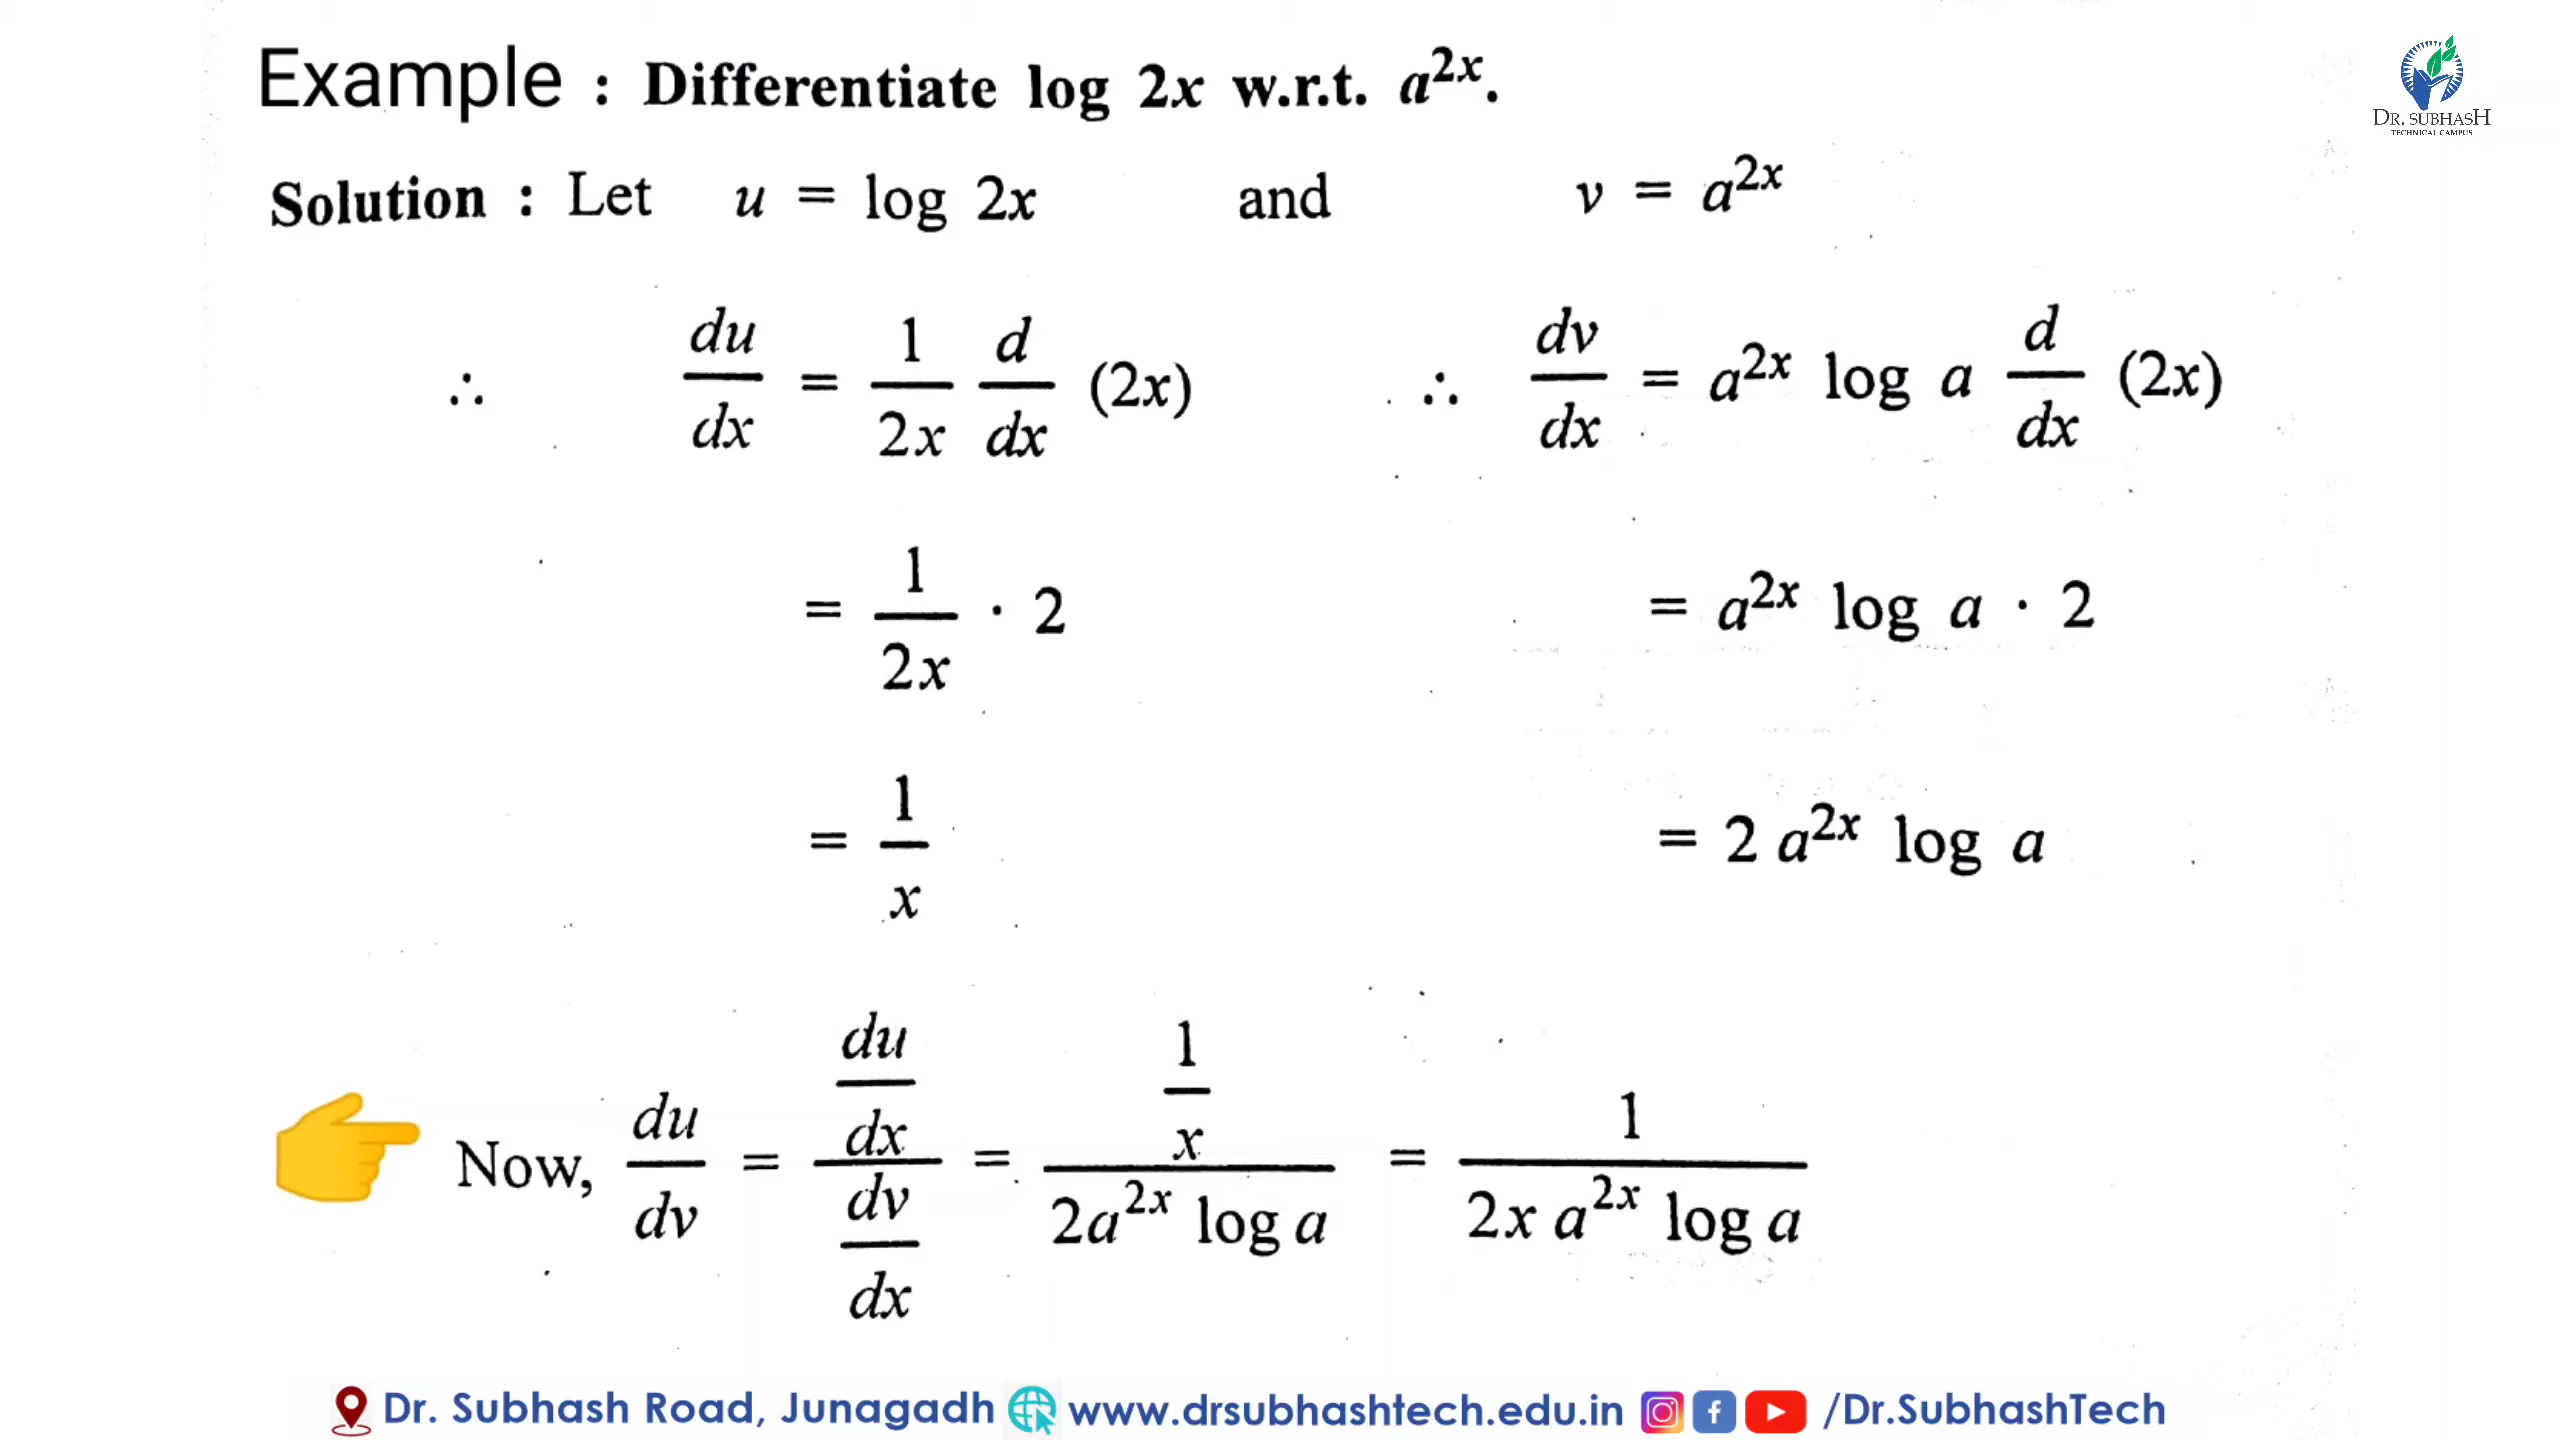 Example : Differentiate log 2x w.r.t. a^{2x}.
DR. SUBHASH
TECHNICAL CAMPUS
Solution : Let u = log 2x and v = a^{2x}
∴ du/dx = 1/2x d/dx (2x) ∴ dv/dx = a^{2x} log a d/dx (2x)
= 1/2x · 2 = a^{2x} log a · 2
= 1/x = 2 a^{2x} log a
Now, du/dv = (du/dx)/(dv/dx) = (1/x)/(2a^{2x} log a) = 1/(2x a^{2x} log a)
Dr. Subhash Road, Junagadh www.drsubhashtech.edu.in /Dr.SubhashTech